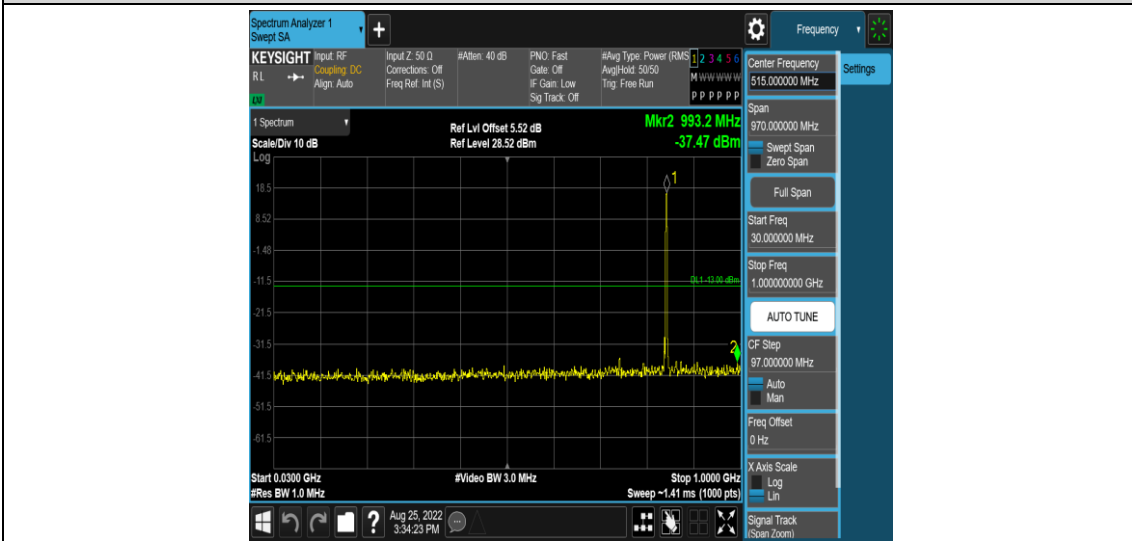 Spectrum Analyzer 1
Swept SA
+
Frequency
KEYSIGHT
RL
LXI
Input: RF
Coupling: DC
Align: Auto
Input Z: 50 Ω
Corrections: Off
Freq Ref: Int (S)
#Atten: 40 dB
PNO: Fast
Gate: Off
IF Gain: Low
Sig Track: Off
#Avg Type: Power (RMS
Avg|Hold: 50/50
Trig: Free Run
1 2 3 4 5 6
M W W W W W
P P P P P P
1 Spectrum
Scale/Div 10 dB
Log
Ref Lvl Offset 5.52 dB
Ref Level 28.52 dBm
Mkr2 993.2 MHz
-37.47 dBm
1
18.5
8.52
-1.48
-11.5
DL1 -13.00 dBm
-21.5
-31.5
2
-41.5
-51.5
-61.5
Start 0.0300 GHz
#Res BW 1.0 MHz
#Video BW 3.0 MHz
Stop 1.0000 GHz
Sweep ~1.41 ms (1000 pts)
?
Aug 25, 2022
3:34:23 PM
Center Frequency
515.000000 MHz
Settings
Span
970.000000 MHz
Swept Span
Zero Span
Full Span
Start Freq
30.000000 MHz
Stop Freq
1.000000000 GHz
AUTO TUNE
CF Step
97.000000 MHz
Auto
Man
Freq Offset
0 Hz
X Axis Scale
Log
Lin
Signal Track
(Span Zoom)